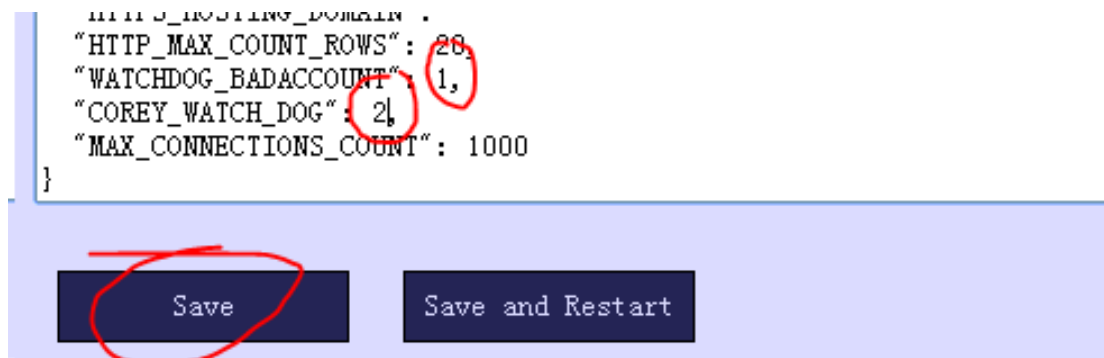 "HTTP_MAX_COUNT_ROWS": 20,
"WATCHDOG_BADACCOUNT": 1,
"COREY_WATCH_DOG": 2,
"MAX_CONNECTIONS_COUNT": 1000
}
Save
Save and Restart